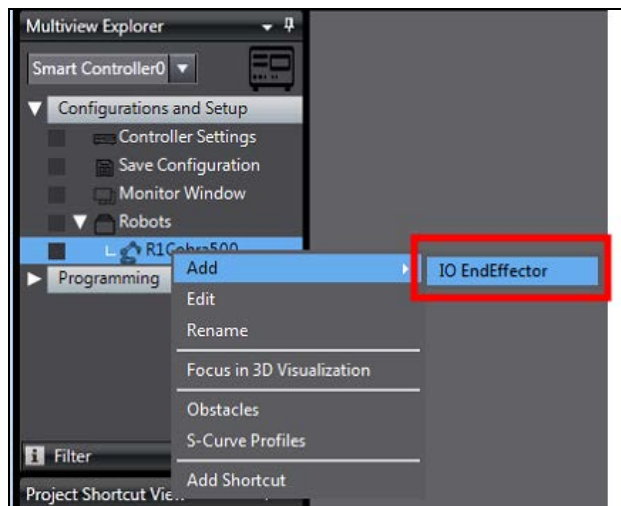 Multiview Explorer
Smart Controller0
Configurations and Setup
Controller Settings
Save Configuration
Monitor Window
Robots
R1Cobra500
Programming
Add
IO EndEffector
Edit
Rename
Focus in 3D Visualization
Obstacles
S-Curve Profiles
Add Shortcut
Filter
Project Shortcut